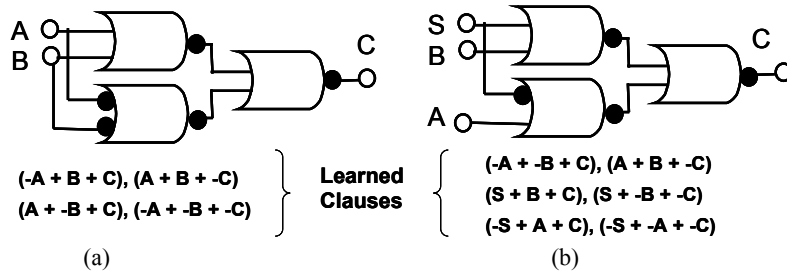 A
B
C
S
B
A
C
(-A + B + C), (A + B + -C)
(A + -B + C), (-A + -B + -C)
Learned
Clauses
(-A + -B + C), (A + B + -C)
(S + B + C), (S + -B + -C)
(-S + A + C), (-S + -A + -C)
(a)
(b)